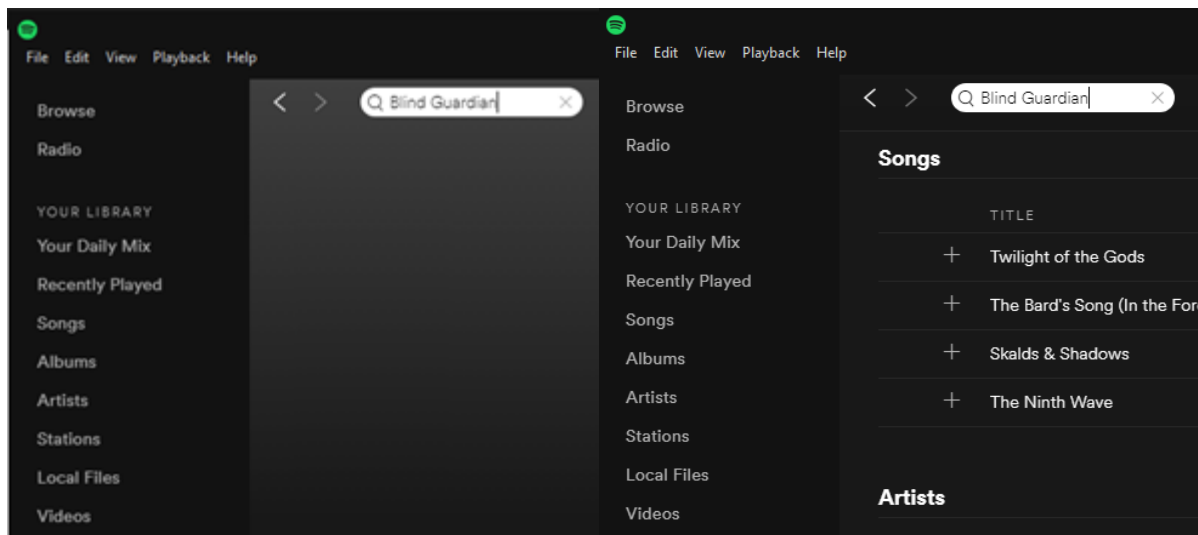 File Edit View Playback Help
Blind Guardian
Browse
Radio
YOUR LIBRARY
Your Daily Mix
Recently Played
Songs
Albums
Artists
Stations
Local Files
Videos
File Edit View Playback Help
Blind Guardian
Browse
Radio
YOUR LIBRARY
Your Daily Mix
Recently Played
Songs
Albums
Artists
Stations
Local Files
Videos
Songs
TITLE
Twilight of the Gods
The Bard's Song (In the For
Skalds & Shadows
The Ninth Wave
Artists